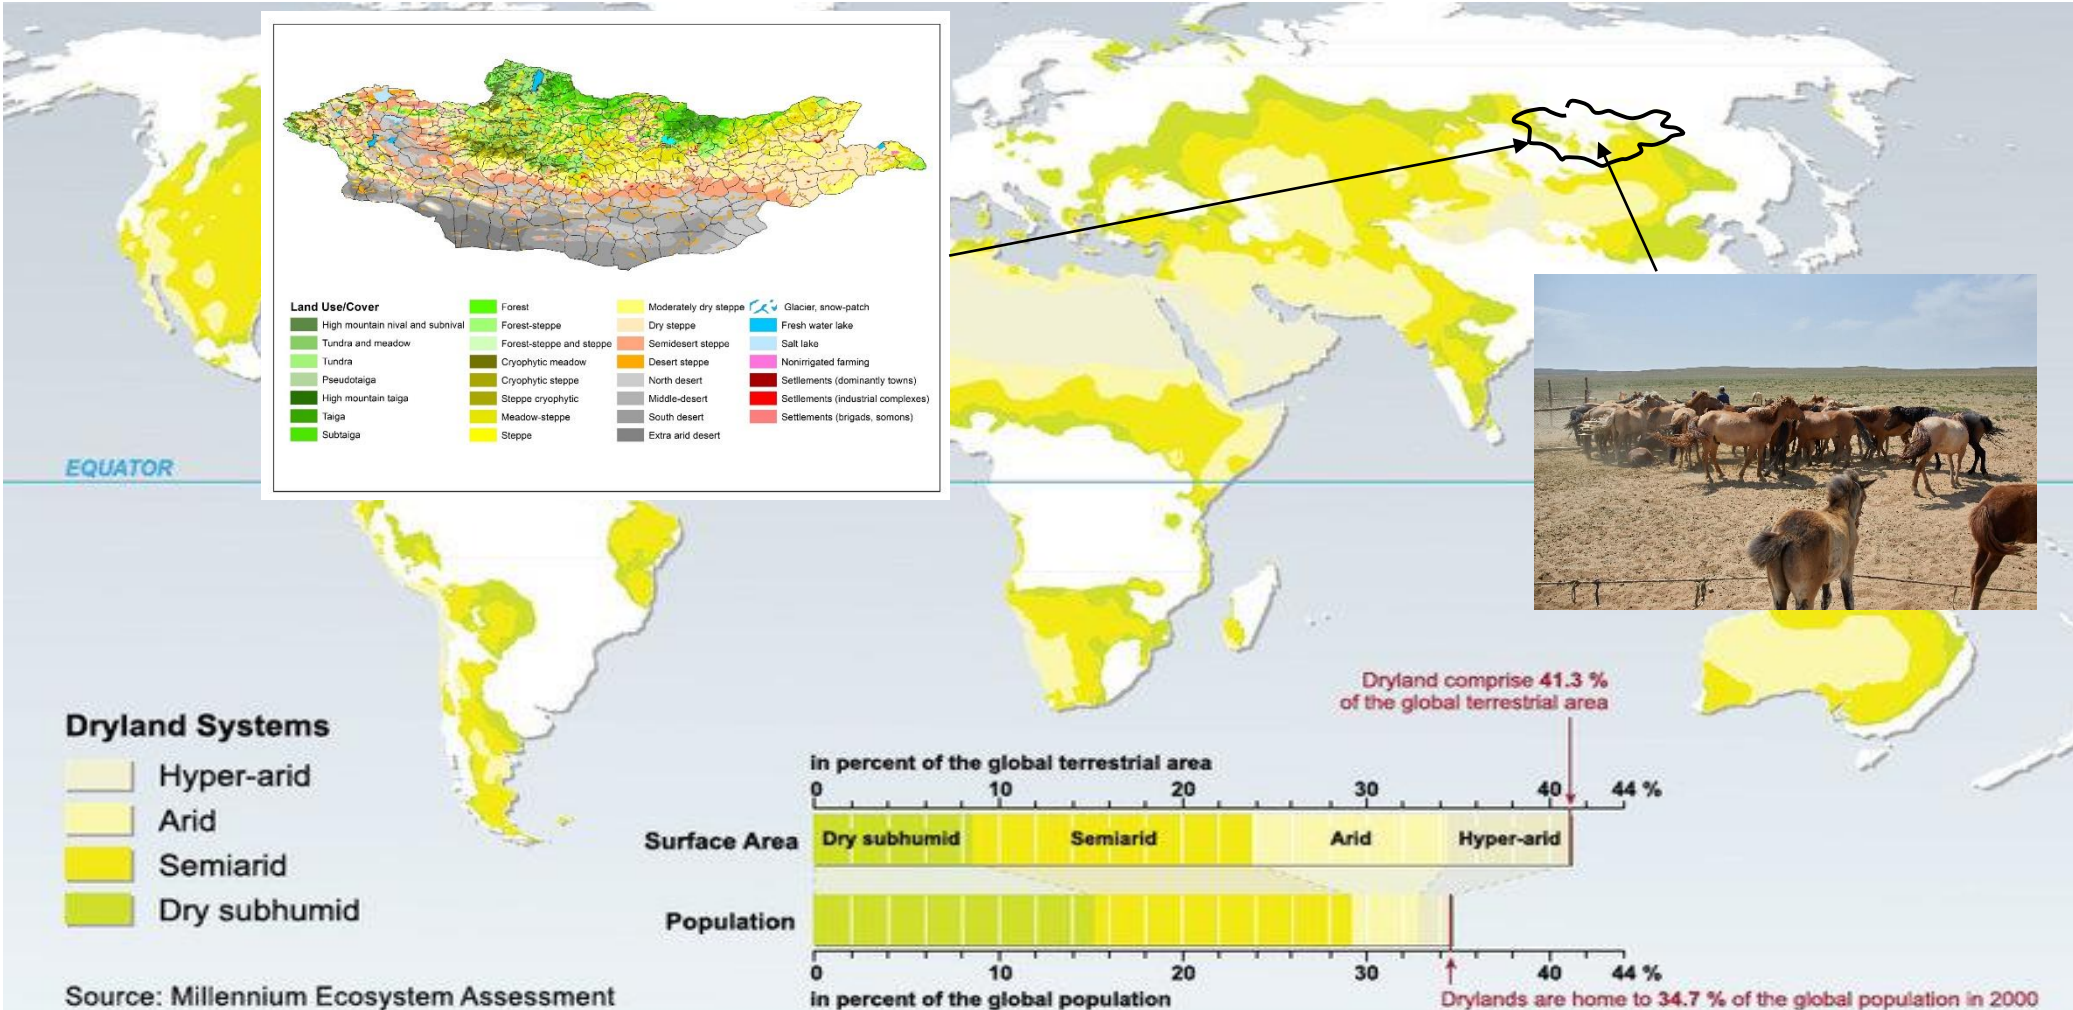 Land Use/Cover
High mountain nival and subnival
Tundra and meadow
Tundra
Pseudotaiga
High mountain taiga
Taiga
Subtaiga
Forest
Forest-steppe
Forest-steppe and steppe
Cryophytic meadow
Cryophytic steppe
Steppe cryophytic
Meadow-steppe
Steppe
Moderately dry steppe
Dry steppe
Semidesert steppe
Desert steppe
North desert
Middle-desert
South desert
Extra arid desert
Glacier, snow-patch
Fresh water lake
Salt lake
Nonirrigated farming
Setllements (dominantly towns)
Settlements (industrial complexes)
Settlements (brigads, somons)
EQUATOR
Dryland Systems
Hyper-arid
Arid
Semiarid
Dry subhumid
Source: Millennium Ecosystem Assessment
Dryland comprise 41.3 %
of the global terrestrial area
in percent of the global terrestrial area
0 10 20 30 40 44 %
Surface Area Dry subhumid Semiarid Arid Hyper-arid
Population
0 10 20 30 40 44 %
in percent of the global population
Drylands are home to 34.7 % of the global population in 2000